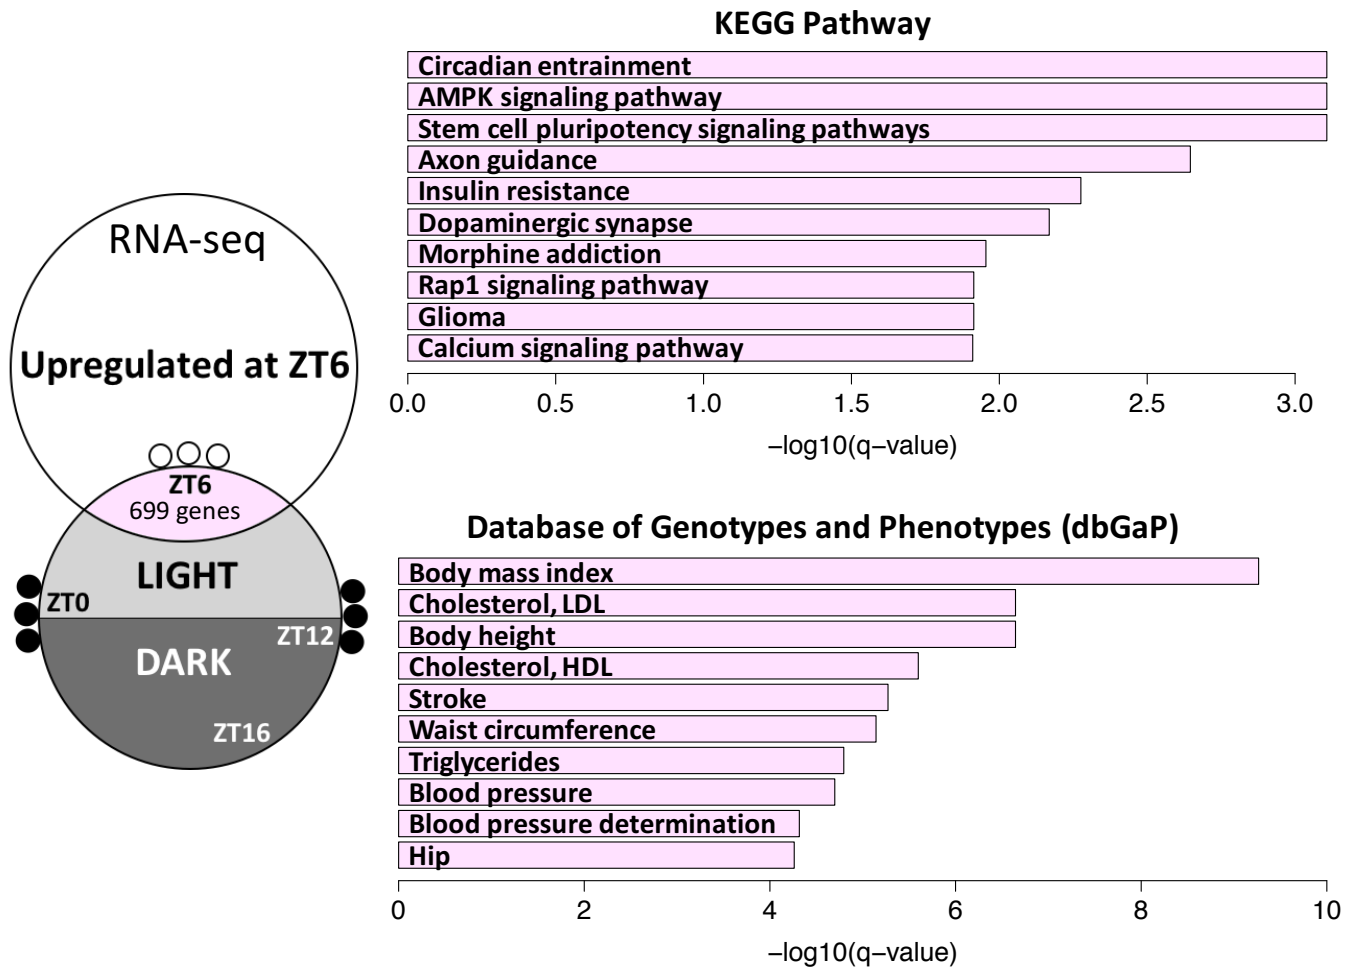 RNA-seq
Upregulated at ZT6
ZT6
699 genes
LIGHT
ZT0
ZT12
DARK
ZT16
KEGG Pathway
Circadian entrainment
AMPK signaling pathway
Stem cell pluripotency signaling pathways
Axon guidance
Insulin resistance
Dopaminergic synapse
Morphine addiction
Rap1 signaling pathway
Glioma
Calcium signaling pathway
0.0 0.5 1.0 1.5 2.0 2.5 3.0
−log10(q-value)
Database of Genotypes and Phenotypes (dbGaP)
Body mass index
Cholesterol, LDL
Body height
Cholesterol, HDL
Stroke
Waist circumference
Triglycerides
Blood pressure
Blood pressure determination
Hip
0 2 4 6 8 10
−log10(q-value)